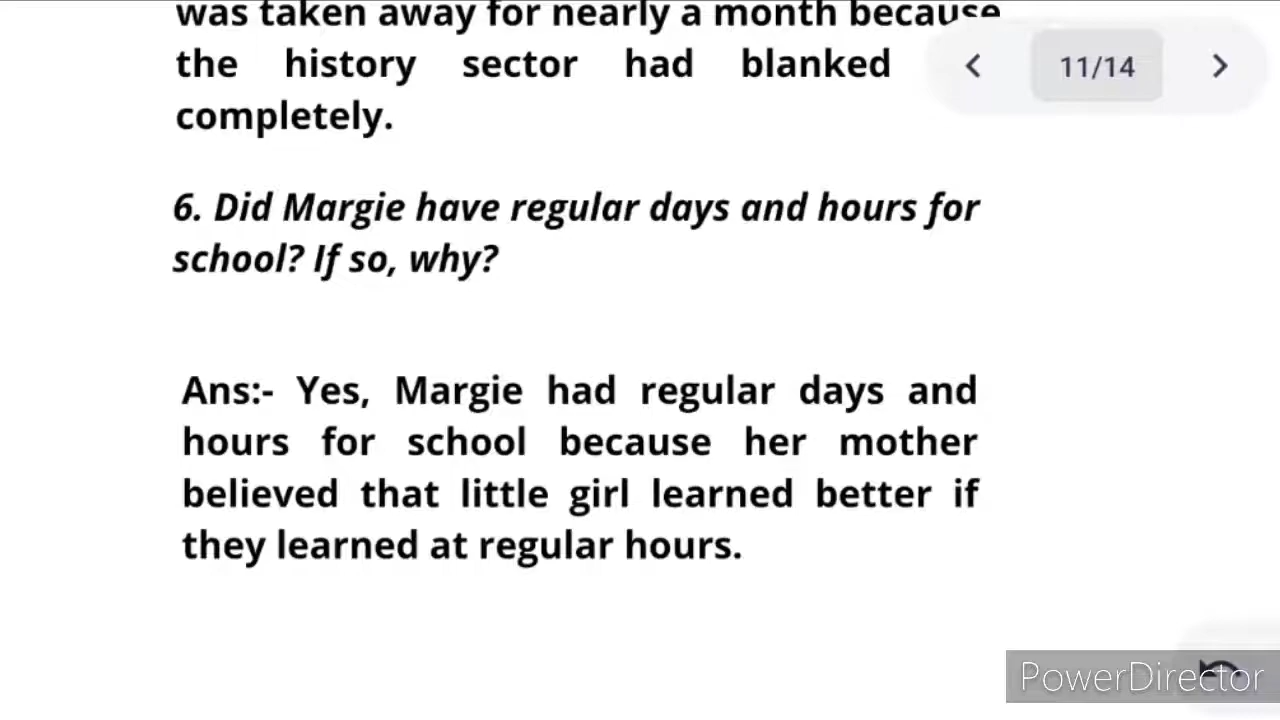 was taken away for nearly a month because
the history sector had blanked
completely.
11/14
6. Did Margie have regular days and hours for
school? If so, why?
Ans:- Yes, Margie had regular days and
hours for school because her mother
believed that little girl learned better if
they learned at regular hours.
PowerDirector